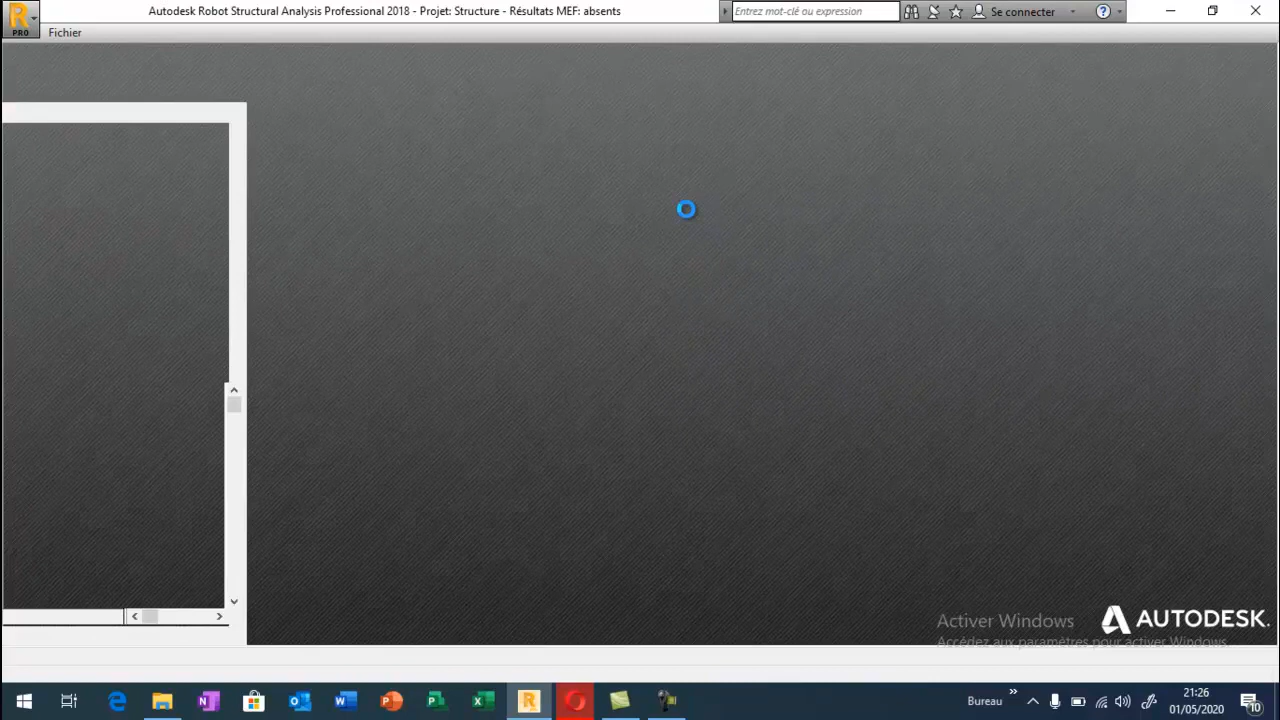 Autodesk Robot Structural Analysis Professional 2018 - Projet: Structure - Résultats MEF: absents
Entrez mot-clé ou expression
Se connecter
PRO
Fichier
Activer Windows
Accédez aux paramètres pour activer Windows.
AUTODESK.
Bureau
21:26
01/05/2020
10